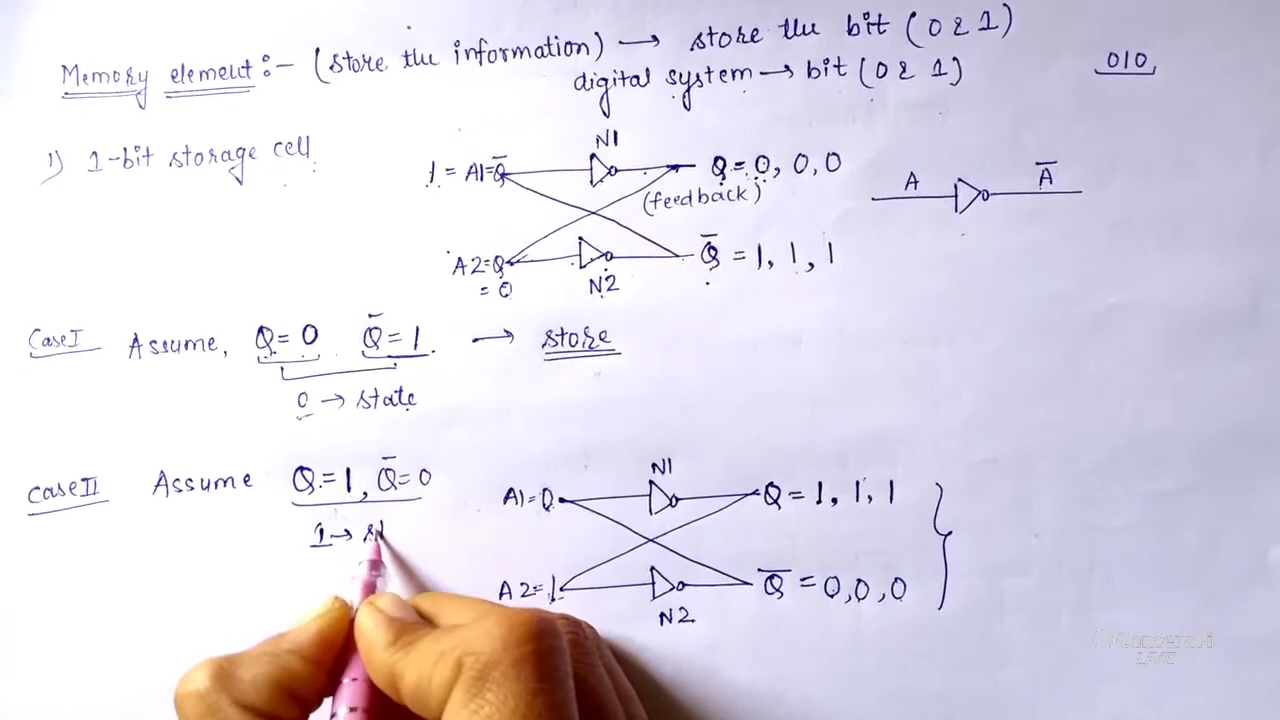 Memory element:- (store the information) → store the bit (0 & 1)
digital system → bit (0 & 1)
010
1) 1-bit storage cell
N1
1 = A1 = Q̅
Q = 0, 0, 0
(feedback)
A
A̅
A2 = Q
= 0
N2
Q̅ = 1, 1, 1
Case I Assume, Q = 0 Q̅ = 1 → store
0 → state
Case II Assume Q = 1, Q̅ = 0
1 →
N1
A1 = 0
Q = 1, 1, 1
A2 = 1
N2
Q̅ = 0, 0, 0